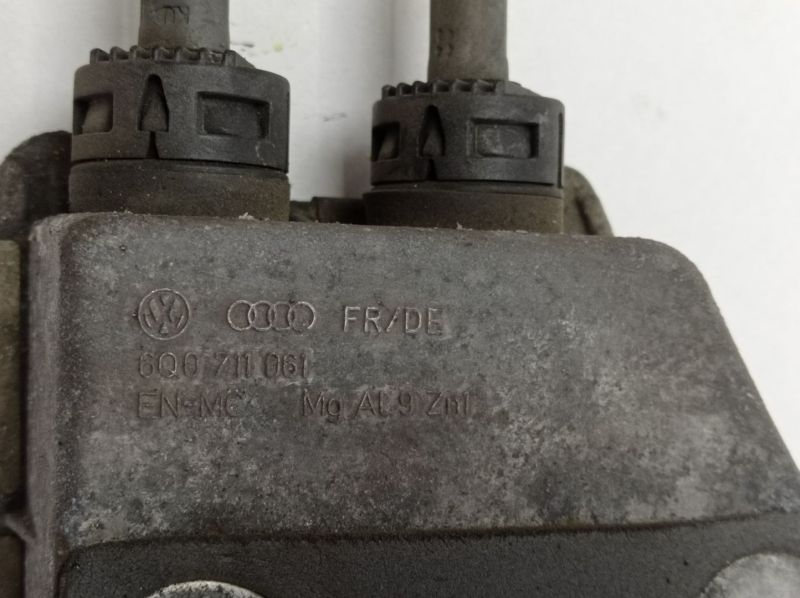 FR/DE
6Q0 711 061
EN-MC Mg Al 9 Zn1